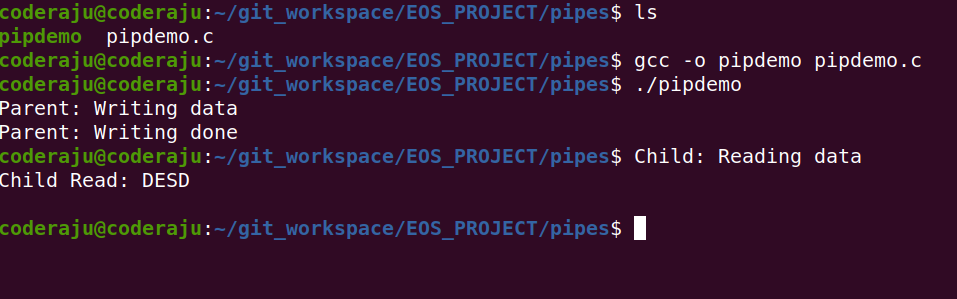 coderaju@coderaju:~/git_workspace/EOS_PROJECT/pipes$ ls
pipdemo  pipdemo.c
coderaju@coderaju:~/git_workspace/EOS_PROJECT/pipes$ gcc -o pipdemo pipdemo.c
coderaju@coderaju:~/git_workspace/EOS_PROJECT/pipes$ ./pipdemo
Parent: Writing data
Parent: Writing done
coderaju@coderaju:~/git_workspace/EOS_PROJECT/pipes$ Child: Reading data
Child Read: DESD
coderaju@coderaju:~/git_workspace/EOS_PROJECT/pipes$